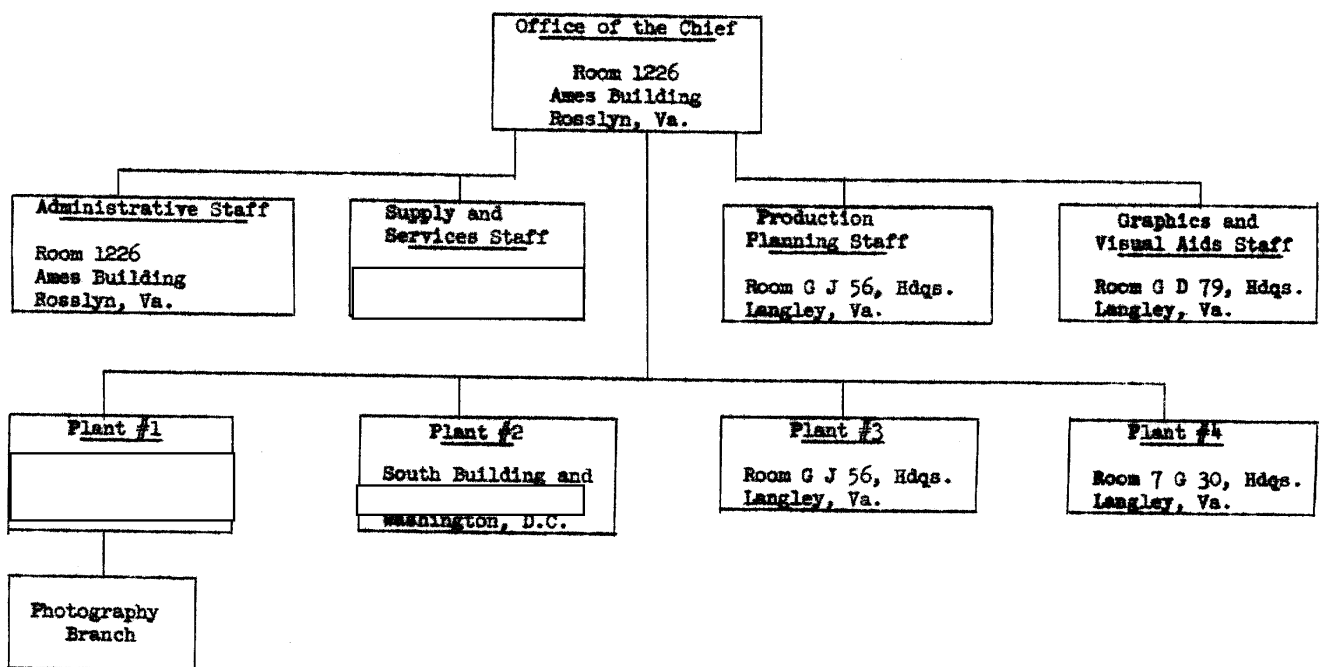 Office of the Chief
Room 1226
Ames Building
Rosslyn, Va.
Administrative Staff
Room 1226
Ames Building
Rosslyn, Va.
Supply and
Services Staff
Production
Planning Staff
Room G J 56, Hdqs.
Langley, Va.
Graphics and
Visual Aids Staff
Room G D 79, Hdqs.
Langley, Va.
Plant #1
Plant #2
South Building and
Washington, D.C.
Plant #3
Room G J 56, Hdqs.
Langley, Va.
Plant #4
Room 7 G 30, Hdqs.
Langley, Va.
Photography
Branch